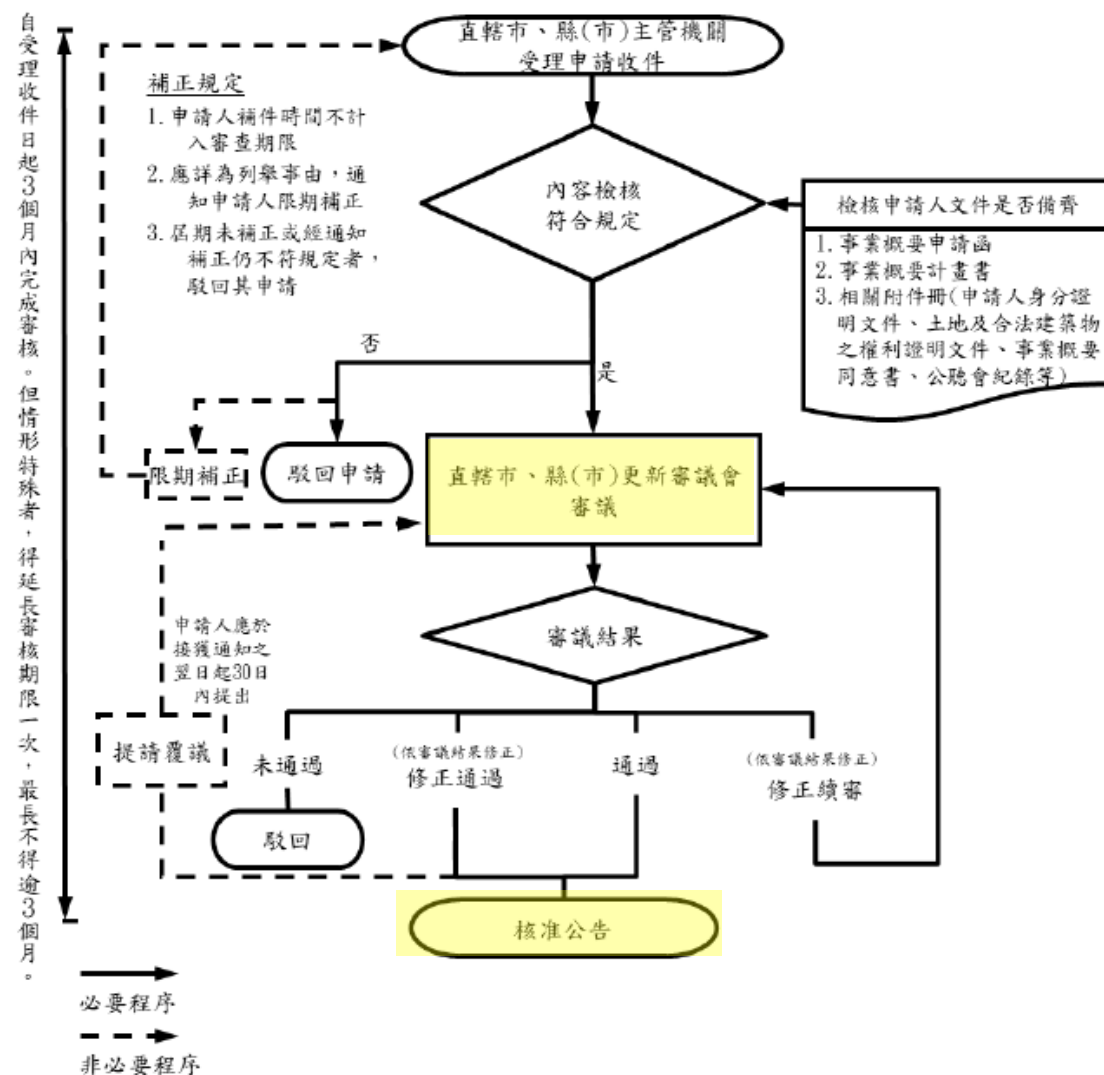 自受理收件日起3個月內完成審核。但情形特殊者，得延長審核期限一次，最長不得逾3個月。
直轄市、縣(市)主管機關
受理申請收件
補正規定
1. 申請人補件時間不計
入審查期限
2. 應詳為列舉事由，通
知申請人限期補正
3. 屆期未補正或經通知
補正仍不符規定者，
駁回其申請
內容檢核
符合規定
檢核申請人文件是否備齊
1. 事業概要申請函
2. 事業概要計畫書
3. 相關附件冊(申請人身分證
明文件、土地及合法建築物
之權利證明文件、事業概要
同意書、公聽會紀錄等)
否
是
限期補正
駁回申請
直轄市、縣(市)更新審議會
審議
申請人應於
接獲通知之
翌日起30日
內提出
審議結果
提請覆議
未通過
(依審議結果修正)
修正通過
通過
(依審議結果修正)
修正續審
駁回
核准公告
必要程序
非必要程序